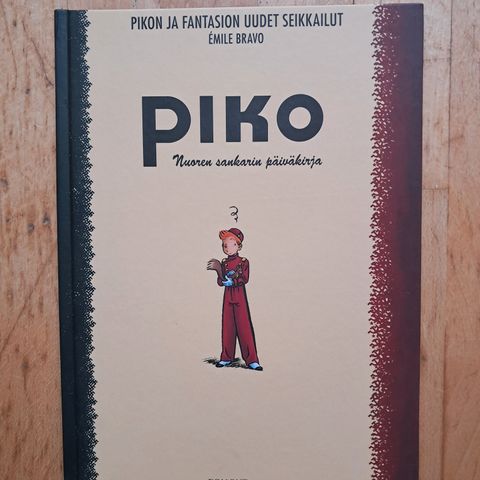 PIKON JA FANTASION UUDET SEIKKAILUT
ÉMILE BRAVO
PIKO
Nuoren sankarin päiväkirja